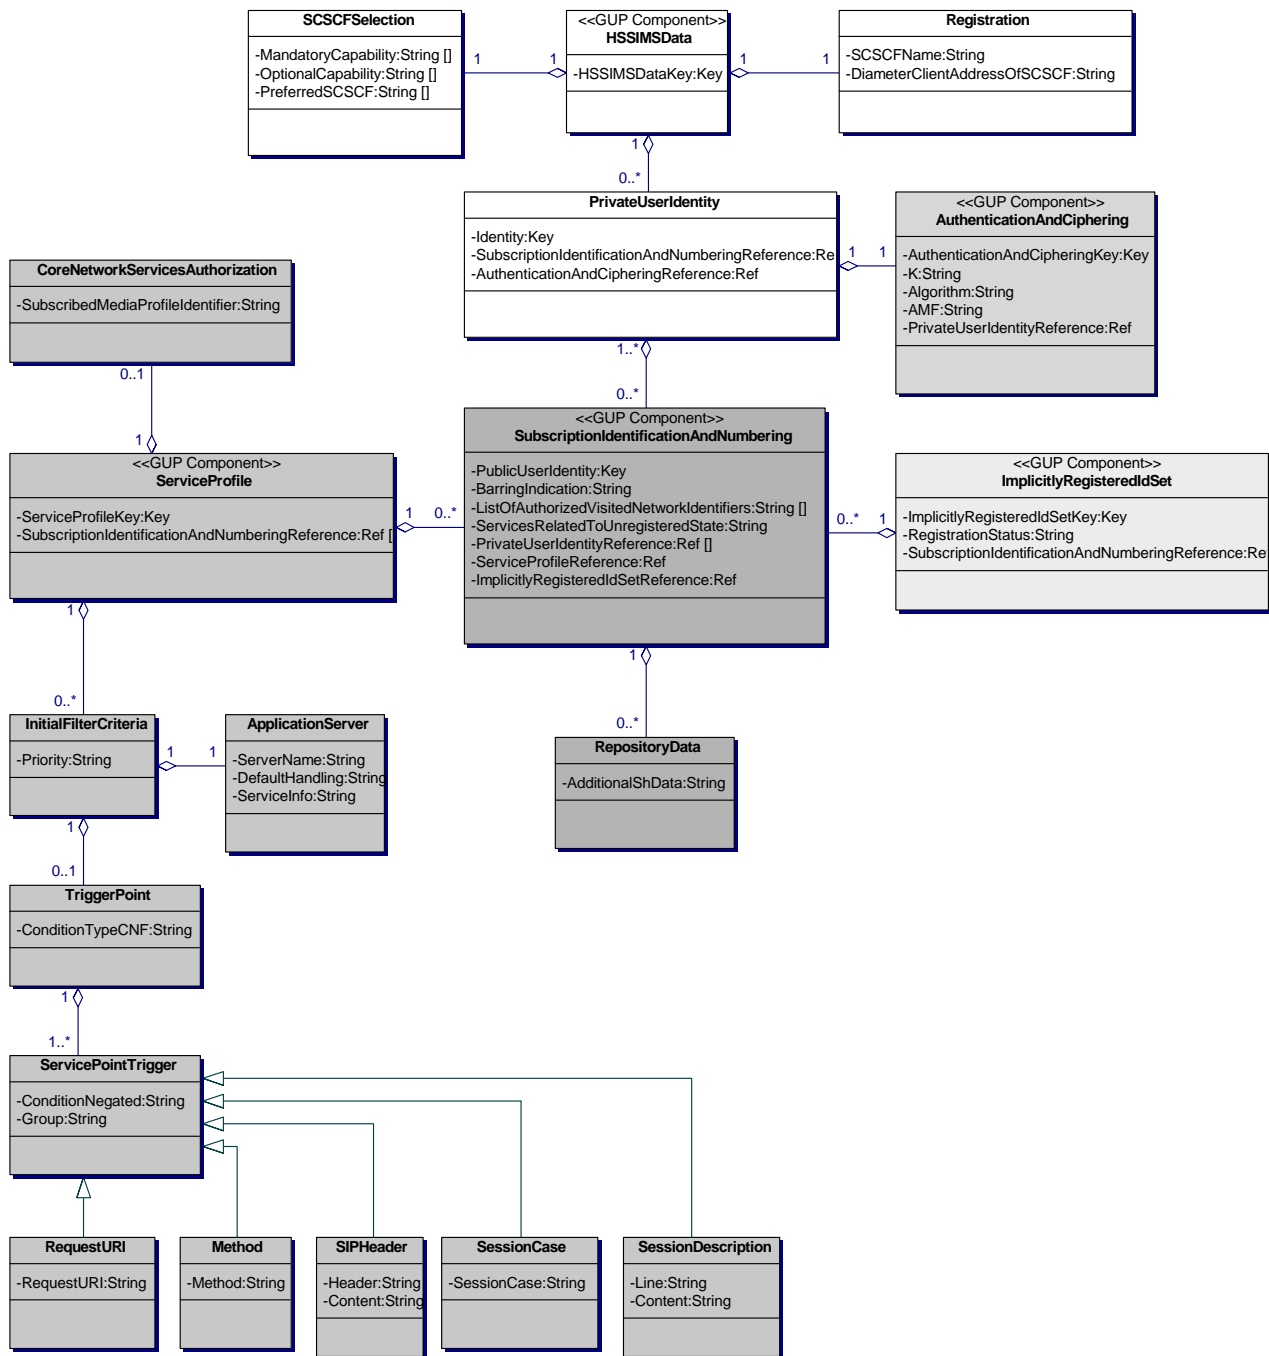 SCSCFSelection
-MandatoryCapability:String []
-OptionalCapability:String []
-PreferredSCSCF:String []
1
1
<<GUP Component>>
HSSIMSData
-HSSIMSDataKey:Key
1
1
Registration
-SCSCFName:String
-DiameterClientAddressOfSCSCF:String
1
0..*
PrivateUserIdentity
-Identity:Key
-SubscriptionIdentificationAndNumberingReference:Re
-AuthenticationAndCipheringReference:Ref
1
1
<<GUP Component>>
AuthenticationAndCiphering
-AuthenticationAndCipheringKey:Key
-K:String
-Algorithm:String
-AMF:String
-PrivateUserIdentityReference:Ref
CoreNetworkServicesAuthorization
-SubscribedMediaProfileIdentifier:String
0..1
1
1..*
0..*
<<GUP Component>>
ServiceProfile
-ServiceProfileKey:Key
-SubscriptionIdentificationAndNumberingReference:Ref [
1
0..*
<<GUP Component>>
SubscriptionIdentificationAndNumbering
-PublicUserIdentity:Key
-BarringIndication:String
-ListOfAuthorizedVisitedNetworkIdentifiers:String []
-ServicesRelatedToUnregisteredState:String
-PrivateUserIdentityReference:Ref []
-ServiceProfileReference:Ref
-ImplicitlyRegisteredIdSetReference:Ref
0..*
1
<<GUP Component>>
ImplicitlyRegisteredIdSet
-ImplicitlyRegisteredIdSetKey:Key
-RegistrationStatus:String
-SubscriptionIdentificationAndNumberingReference:Ref
1
0..*
1
0..*
InitialFilterCriteria
-Priority:String
1
1
ApplicationServer
-ServerName:String
-DefaultHandling:String
-ServiceInfo:String
RepositoryData
-AdditionalShData:String
1
0..1
TriggerPoint
-ConditionTypeCNF:String
1
1..*
ServicePointTrigger
-ConditionNegated:String
-Group:String
RequestURI
-RequestURI:String
Method
-Method:String
SIPHeader
-Header:String
-Content:String
SessionCase
-SessionCase:String
SessionDescription
-Line:String
-Content:String